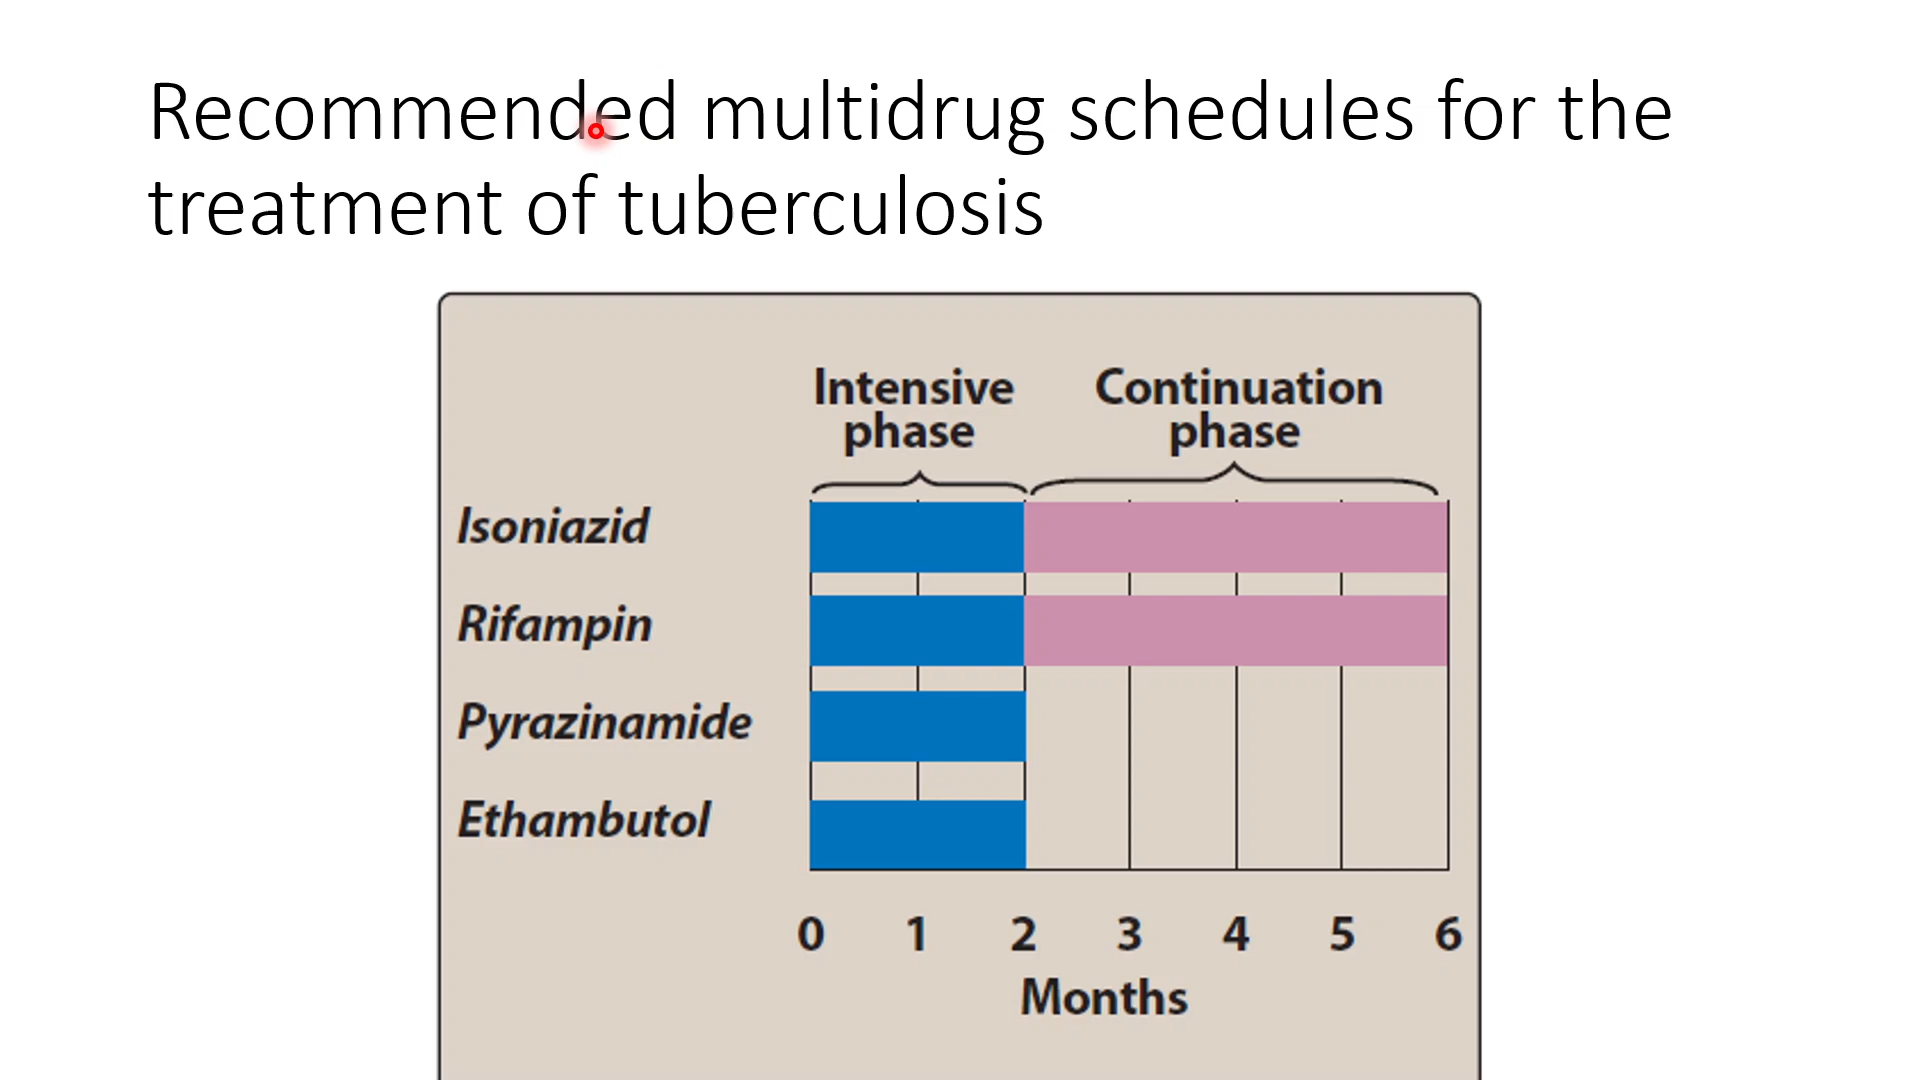 Recommended multidrug schedules for the
treatment of tuberculosis
Intensive
phase
Continuation
phase
Isoniazid
Rifampin
Pyrazinamide
Ethambutol
0 1 2 3 4 5 6
Months